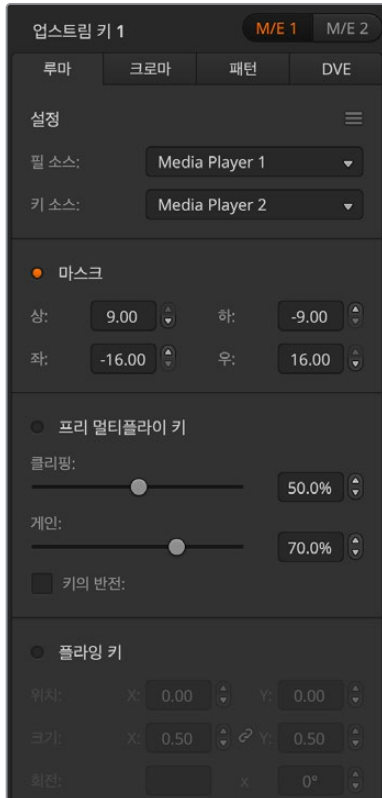 업스트림 키 1 M/E 1 M/E 2
루마 크로마 패턴 DVE
설정
필 소스: Media Player 1
키 소스: Media Player 2
마스크
상: 9.00 하: -9.00
좌: -16.00 우: 16.00
프리 멀티플라이 키
클리핑:
50.0%
게인:
70.0%
키의 반전:
플라잉 키
위치: X: 0.00 Y: 0.00
크기: X: 0.50 Y: 0.50
회전: x 0°